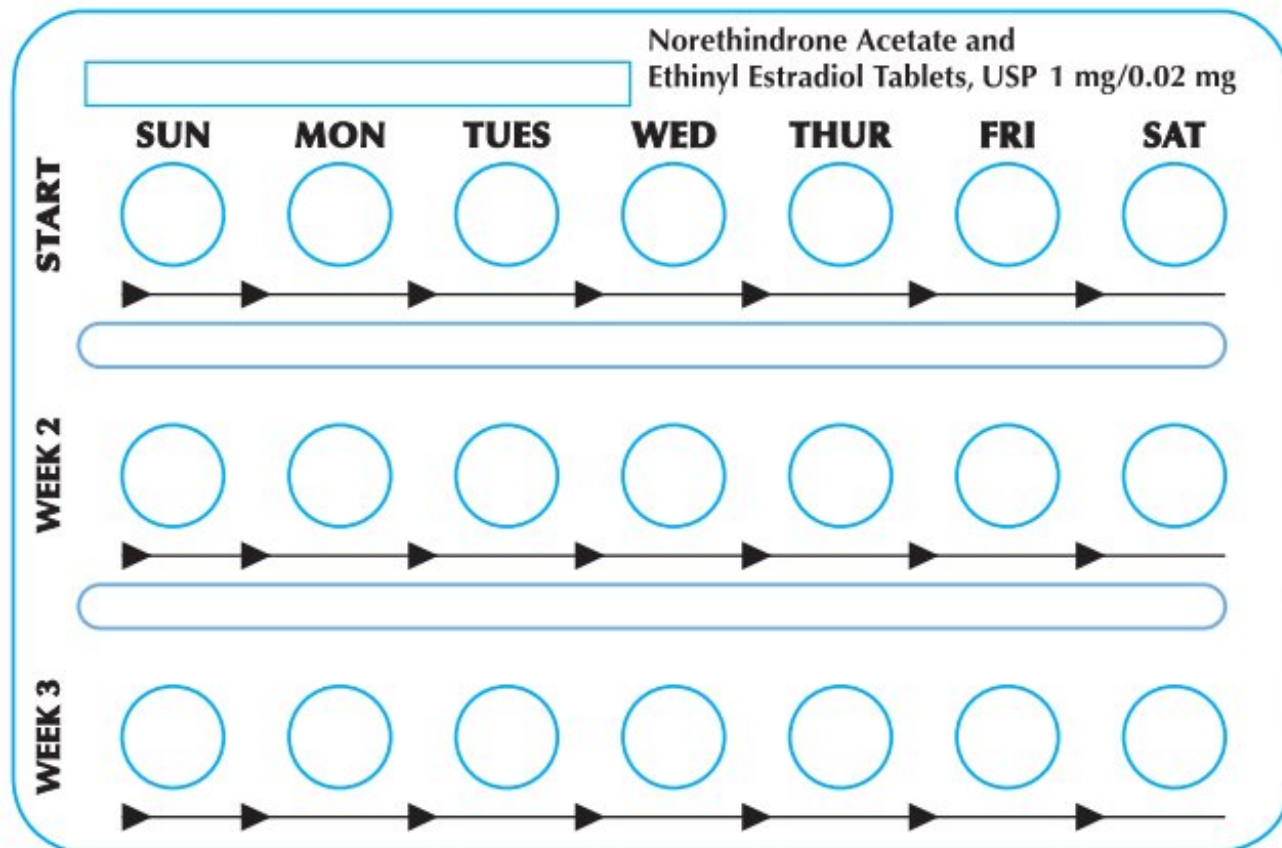 Norethindrone Acetate and
Ethinyl Estradiol Tablets, USP 1 mg/0.02 mg
SUN MON TUES WED THUR FRI SAT
START
WEEK 2
WEEK 3